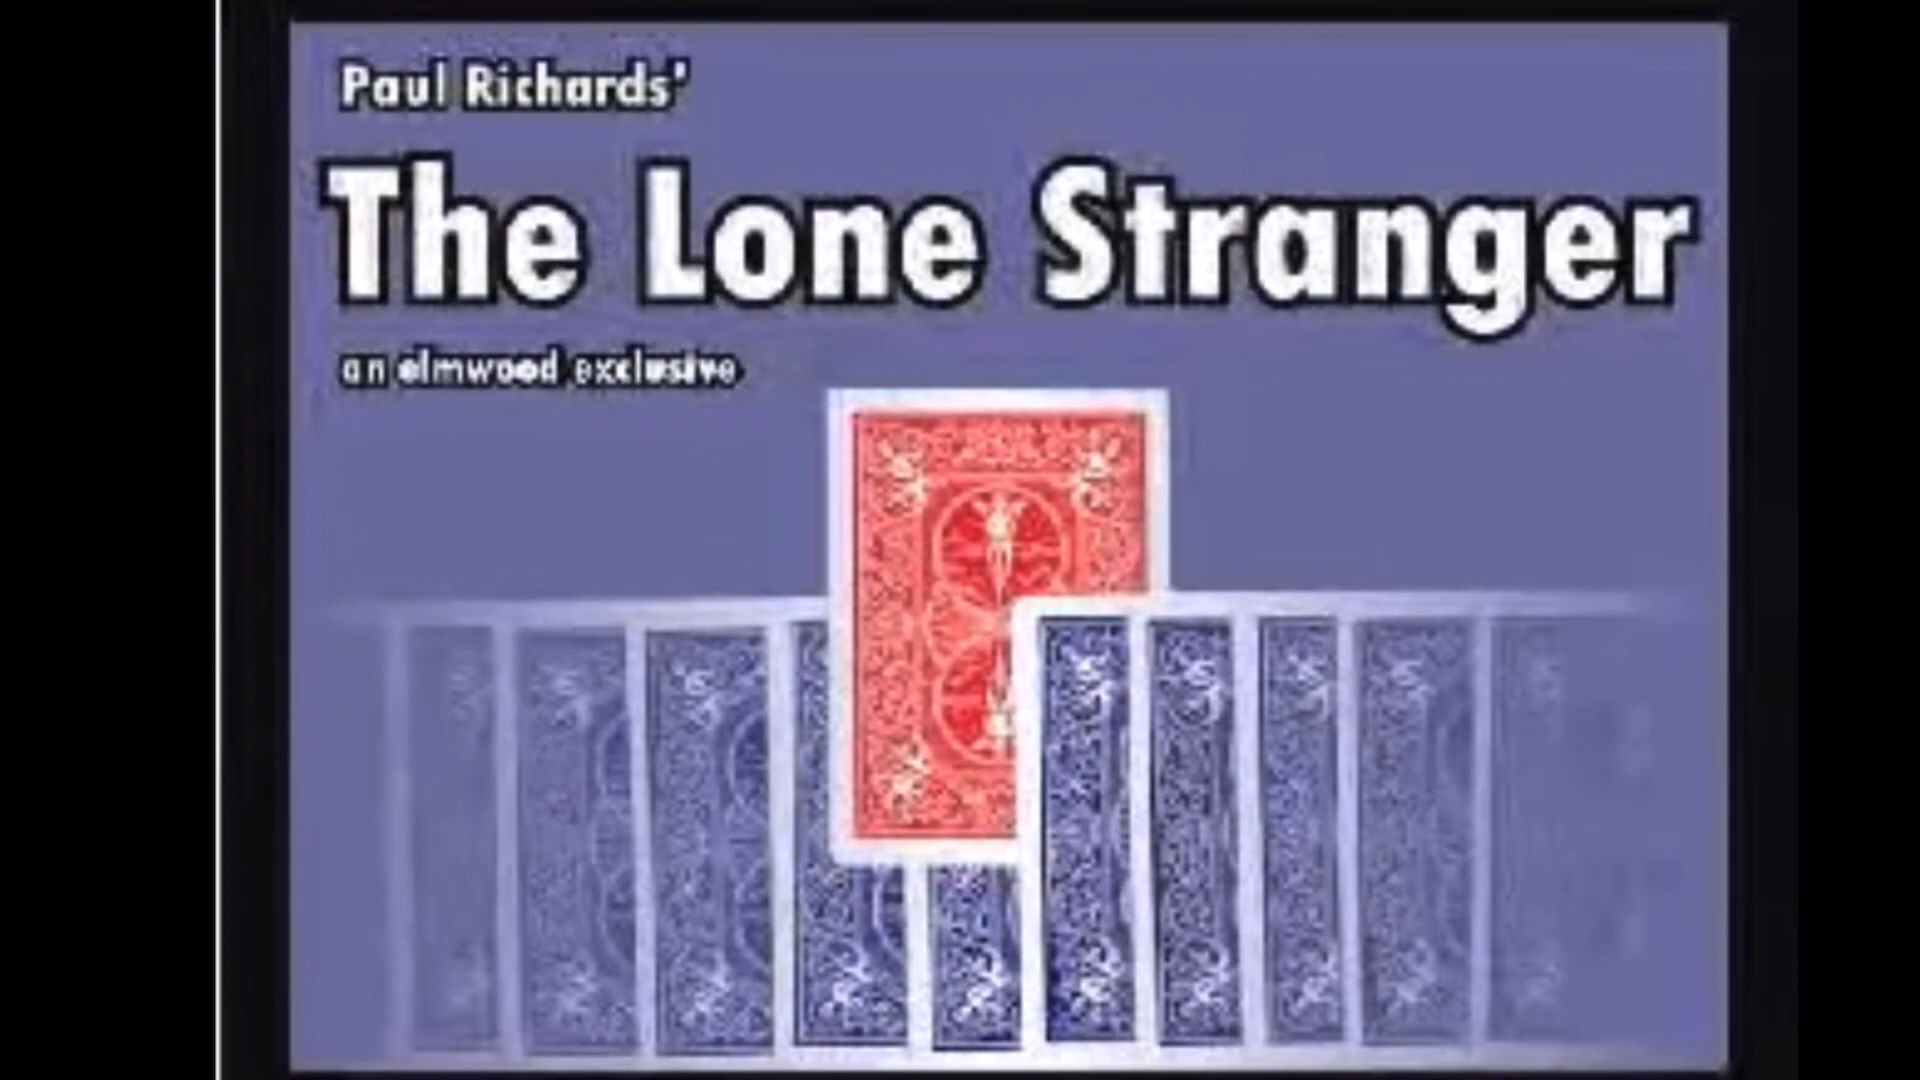 Paul Richards'
The Lone Stranger
an elmwood exclusive